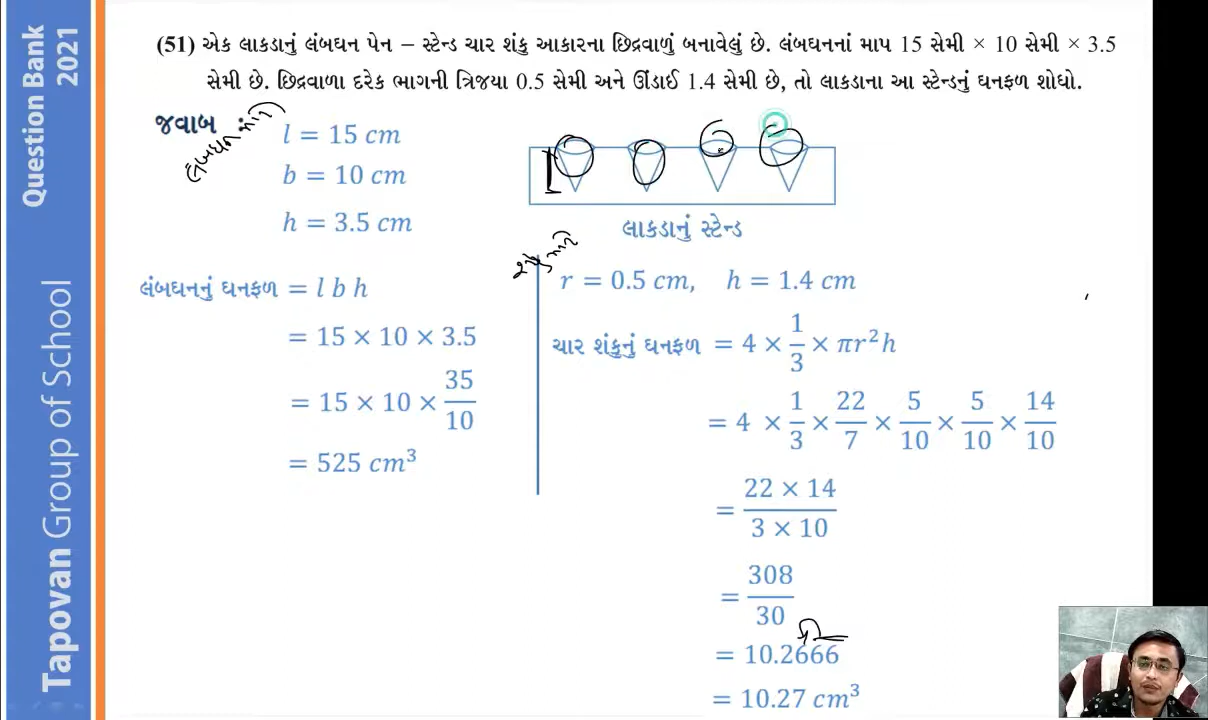 Question Bank
2021
Tapovan Group of School
(51) એક લાકડાનું લંબઘન પેન – સ્ટેન્ડ ચાર શંકુ આકારના છિદ્રવાળું બનાવેલું છે. લંબઘનનાં માપ 15 સેમી × 10 સેમી × 3.5
સેમી છે. છિદ્રવાળા દરેક ભાગની ત્રિજયા 0.5 સેમી અને ઊંડાઈ 1.4 સેમી છે, તો લાકડાના આ સ્ટેન્ડનું ઘનફળ શોધો.
જવાબ
લંબઘન માટે
l = 15 cm
b = 10 cm
h = 3.5 cm
લંબઘનનું ઘનફળ = l b h
= 15 × 10 × 3.5
= 15 × 10 × 35/10
= 525 cm³
લાકડાનું સ્ટેન્ડ
શંકુ માટે
r = 0.5 cm, h = 1.4 cm
ચાર શંકુનું ઘનફળ = 4 × 1/3 × πr²h
= 4 × 1/3 × 22/7 × 5/10 × 5/10 × 14/10
= 22 × 14 / 3 × 10
= 308/30
= 10.2666
= 10.27 cm³